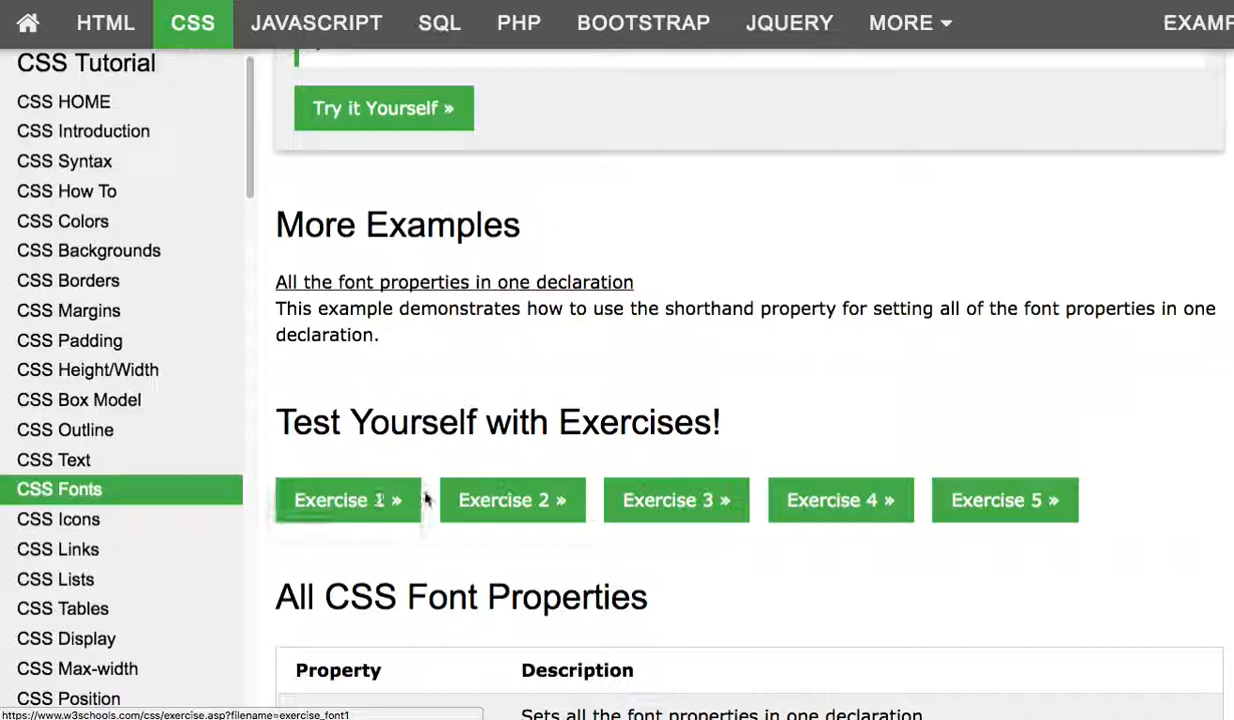 HTML CSS JAVASCRIPT SQL PHP BOOTSTRAP JQUERY MORE EXAMP
CSS Tutorial
CSS HOME
CSS Introduction
CSS Syntax
CSS How To
CSS Colors
CSS Backgrounds
CSS Borders
CSS Margins
CSS Padding
CSS Height/Width
CSS Box Model
CSS Outline
CSS Text
CSS Fonts
CSS Icons
CSS Links
CSS Lists
CSS Tables
CSS Display
CSS Max-width
CSS Position
Try it Yourself »
More Examples
All the font properties in one declaration
This example demonstrates how to use the shorthand property for setting all of the font properties in one
declaration.
Test Yourself with Exercises!
Exercise 1 » Exercise 2 » Exercise 3 » Exercise 4 » Exercise 5 »
All CSS Font Properties
Property Description
Sets all the font properties in one declaration
https://www.w3schools.com/css/exercise.asp?filename=exercise_font1